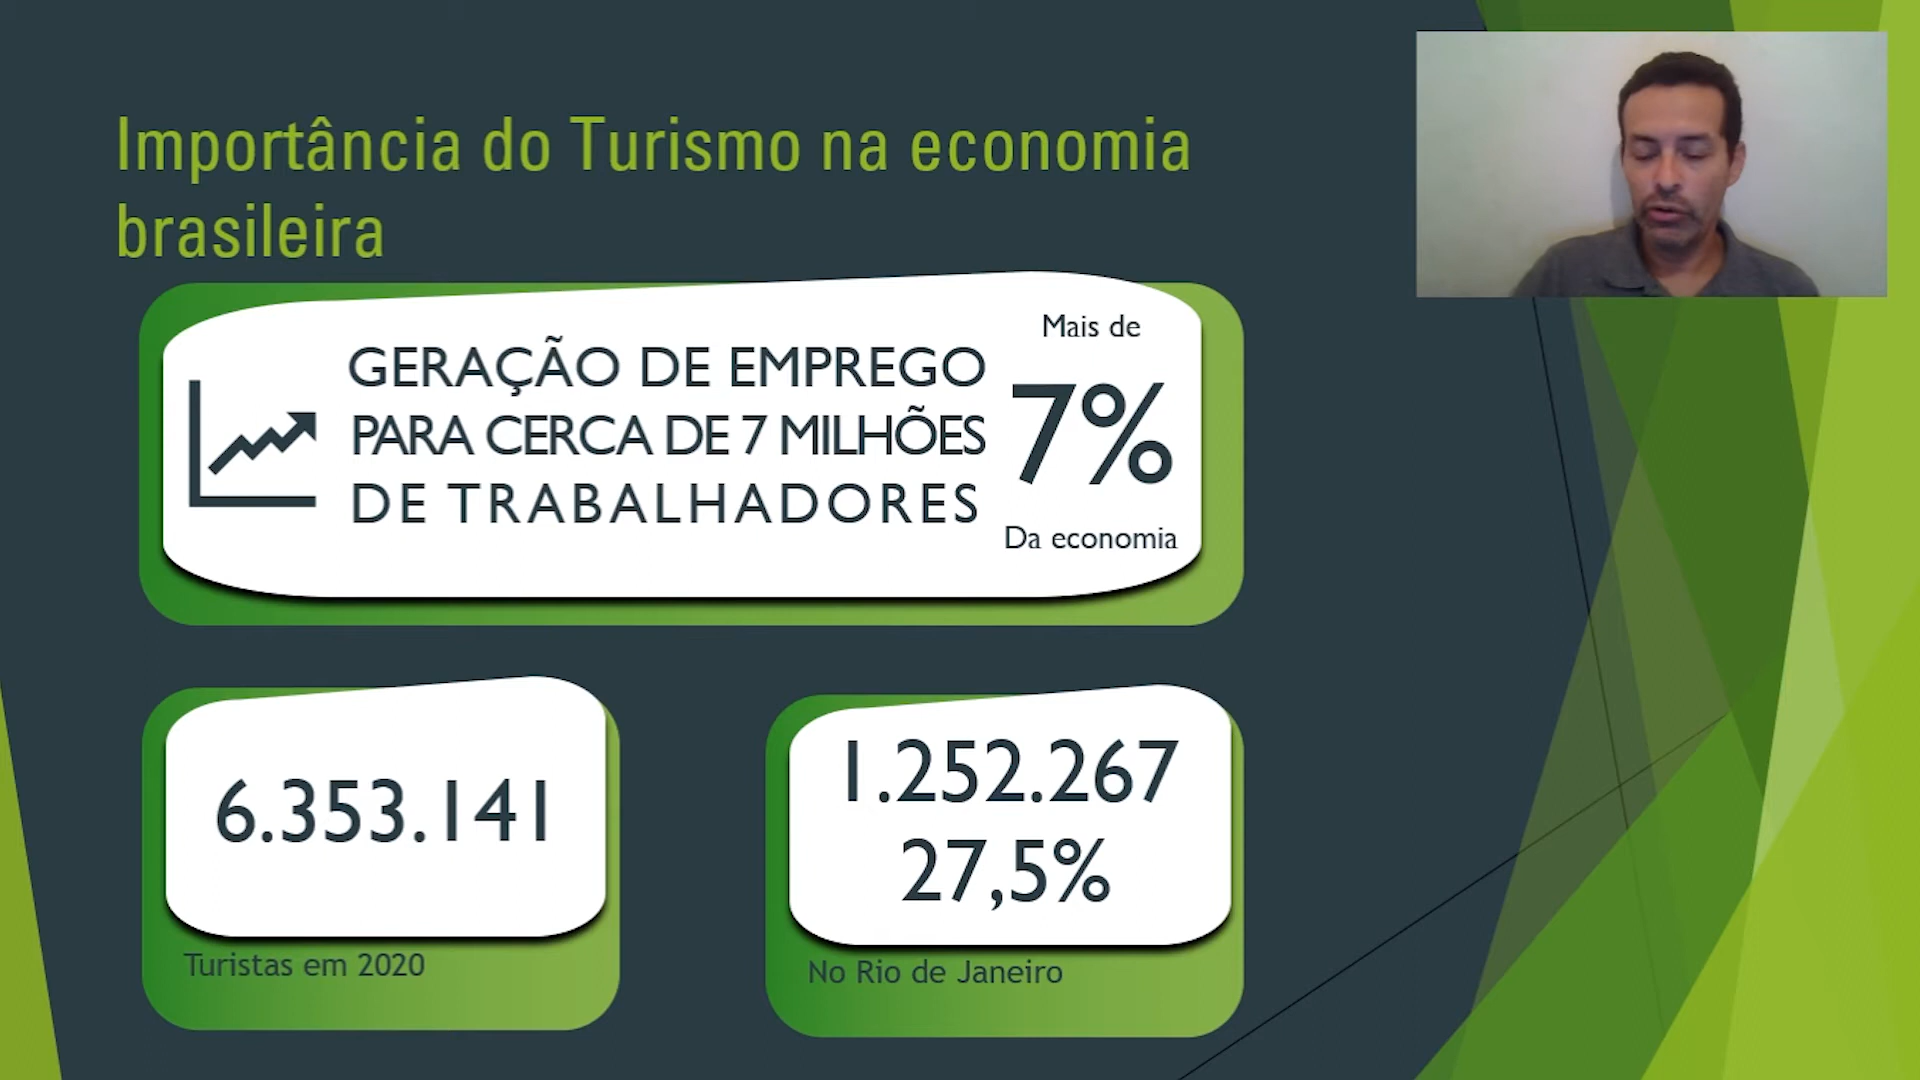 Importância do Turismo na economia
brasileira
GERAÇÃO DE EMPREGO
PARA CERCA DE 7 MILHÕES
DE TRABALHADORES
Mais de
7%
Da economia
6.353.141
Turistas em 2020
1.252.267
27,5%
No Rio de Janeiro